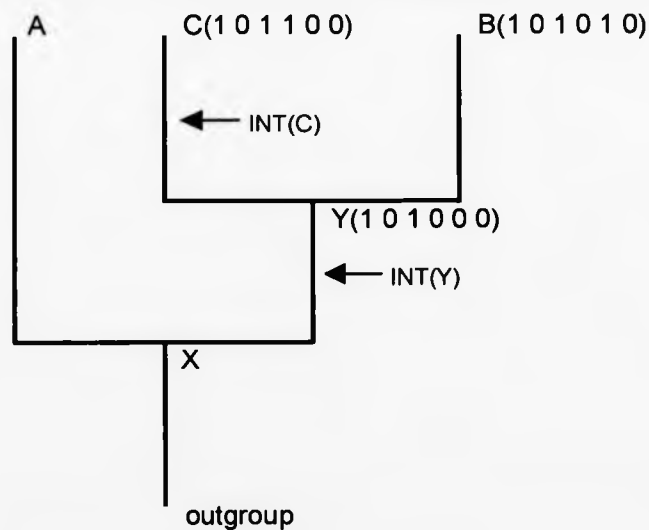 A
C(1 0 1 1 0 0)
B(1 0 1 0 1 0)
INT(C)
Y(1 0 1 0 0 0)
INT(Y)
X
outgroup